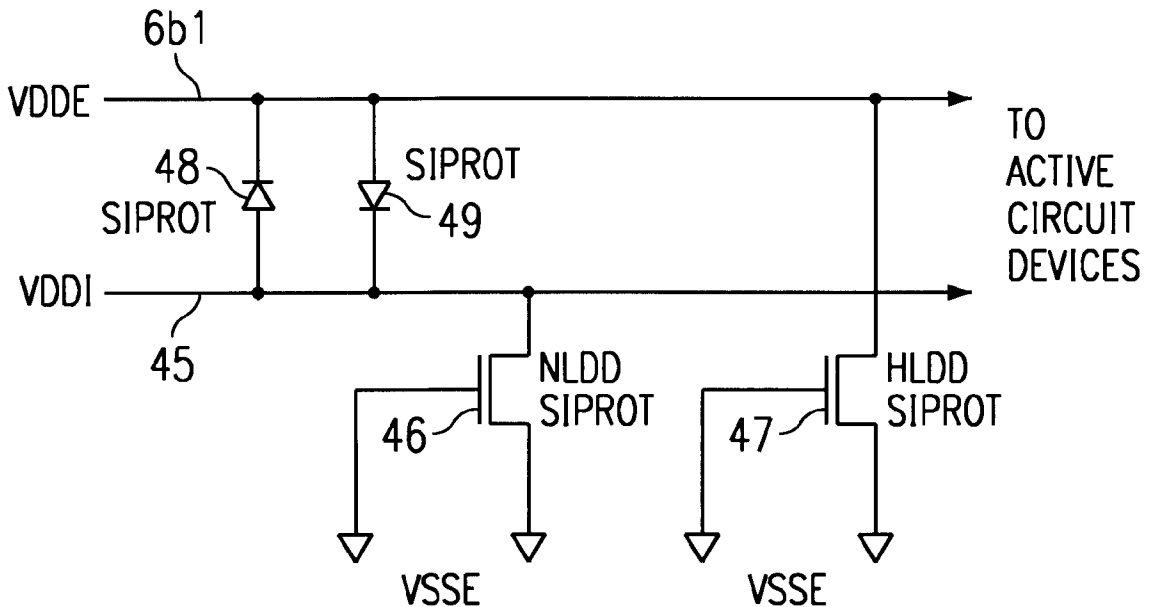 6b1
VDDE
TO
ACTIVE
CIRCUIT
DEVICES
48
SIPROT
SIPROT
49
VDDI
45
NLDD
SIPROT
46
HLDD
SIPROT
47
VSSE
VSSE